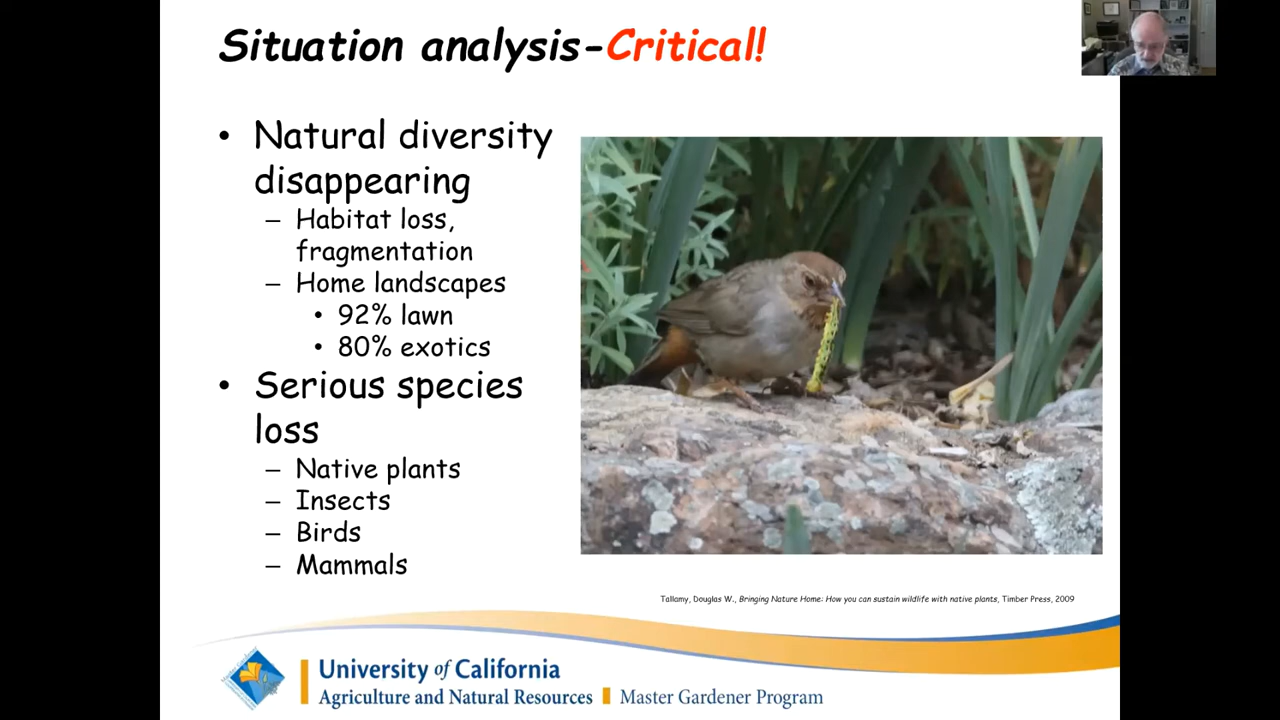 Situation analysis-Critical!
• Natural diversity
disappearing
– Habitat loss,
fragmentation
– Home landscapes
• 92% lawn
• 80% exotics
• Serious species
loss
– Native plants
– Insects
– Birds
– Mammals
Tallamy, Douglas W., Bringing Nature Home: How you can sustain wildlife with native plants, Timber Press, 2009
University of California
Agriculture and Natural Resources | Master Gardener Program